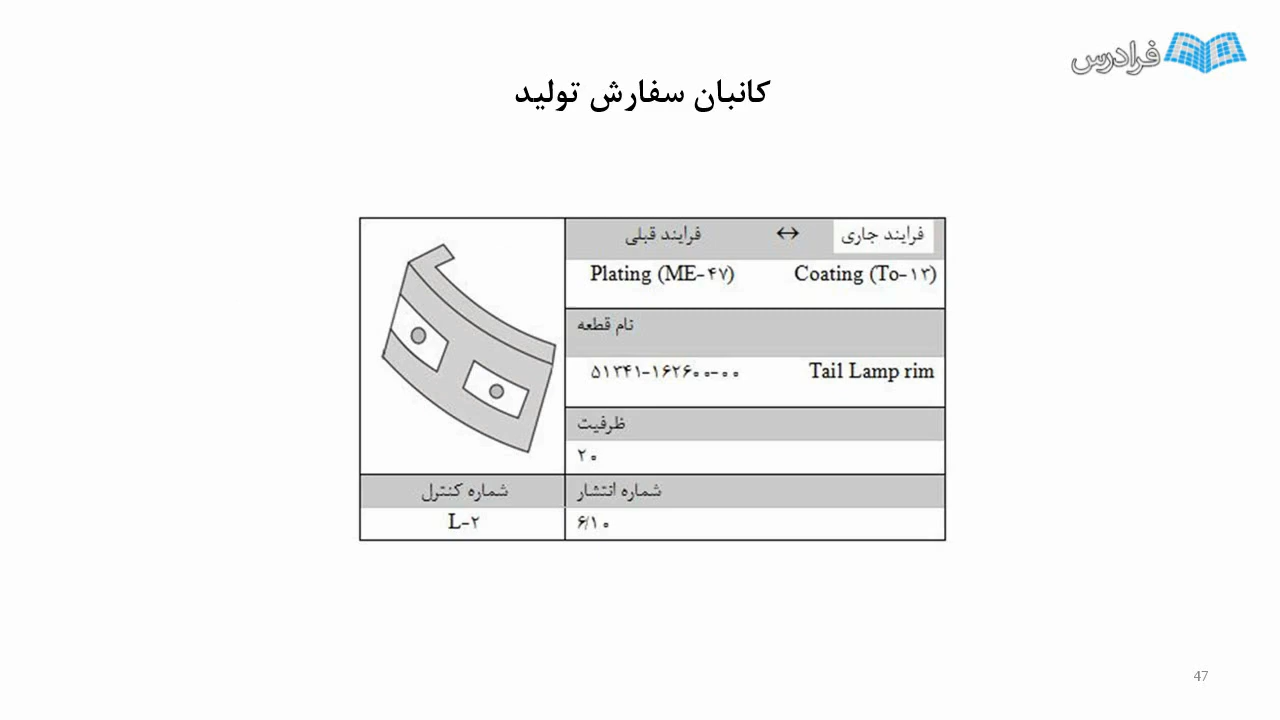 فرادرس
کانبان سفارش تولید
فرایند جاری ↔ فرایند قبلی
Plating (ME-۴۷) Coating (To-۱۳)
نام قطعه
۵۱۳۴۱-۱۶۲۶۰۰-۰۰ Tail Lamp rim
ظرفیت
۲۰
شماره انتشار شماره کنترل
L-۲ ۶/۱۰
47